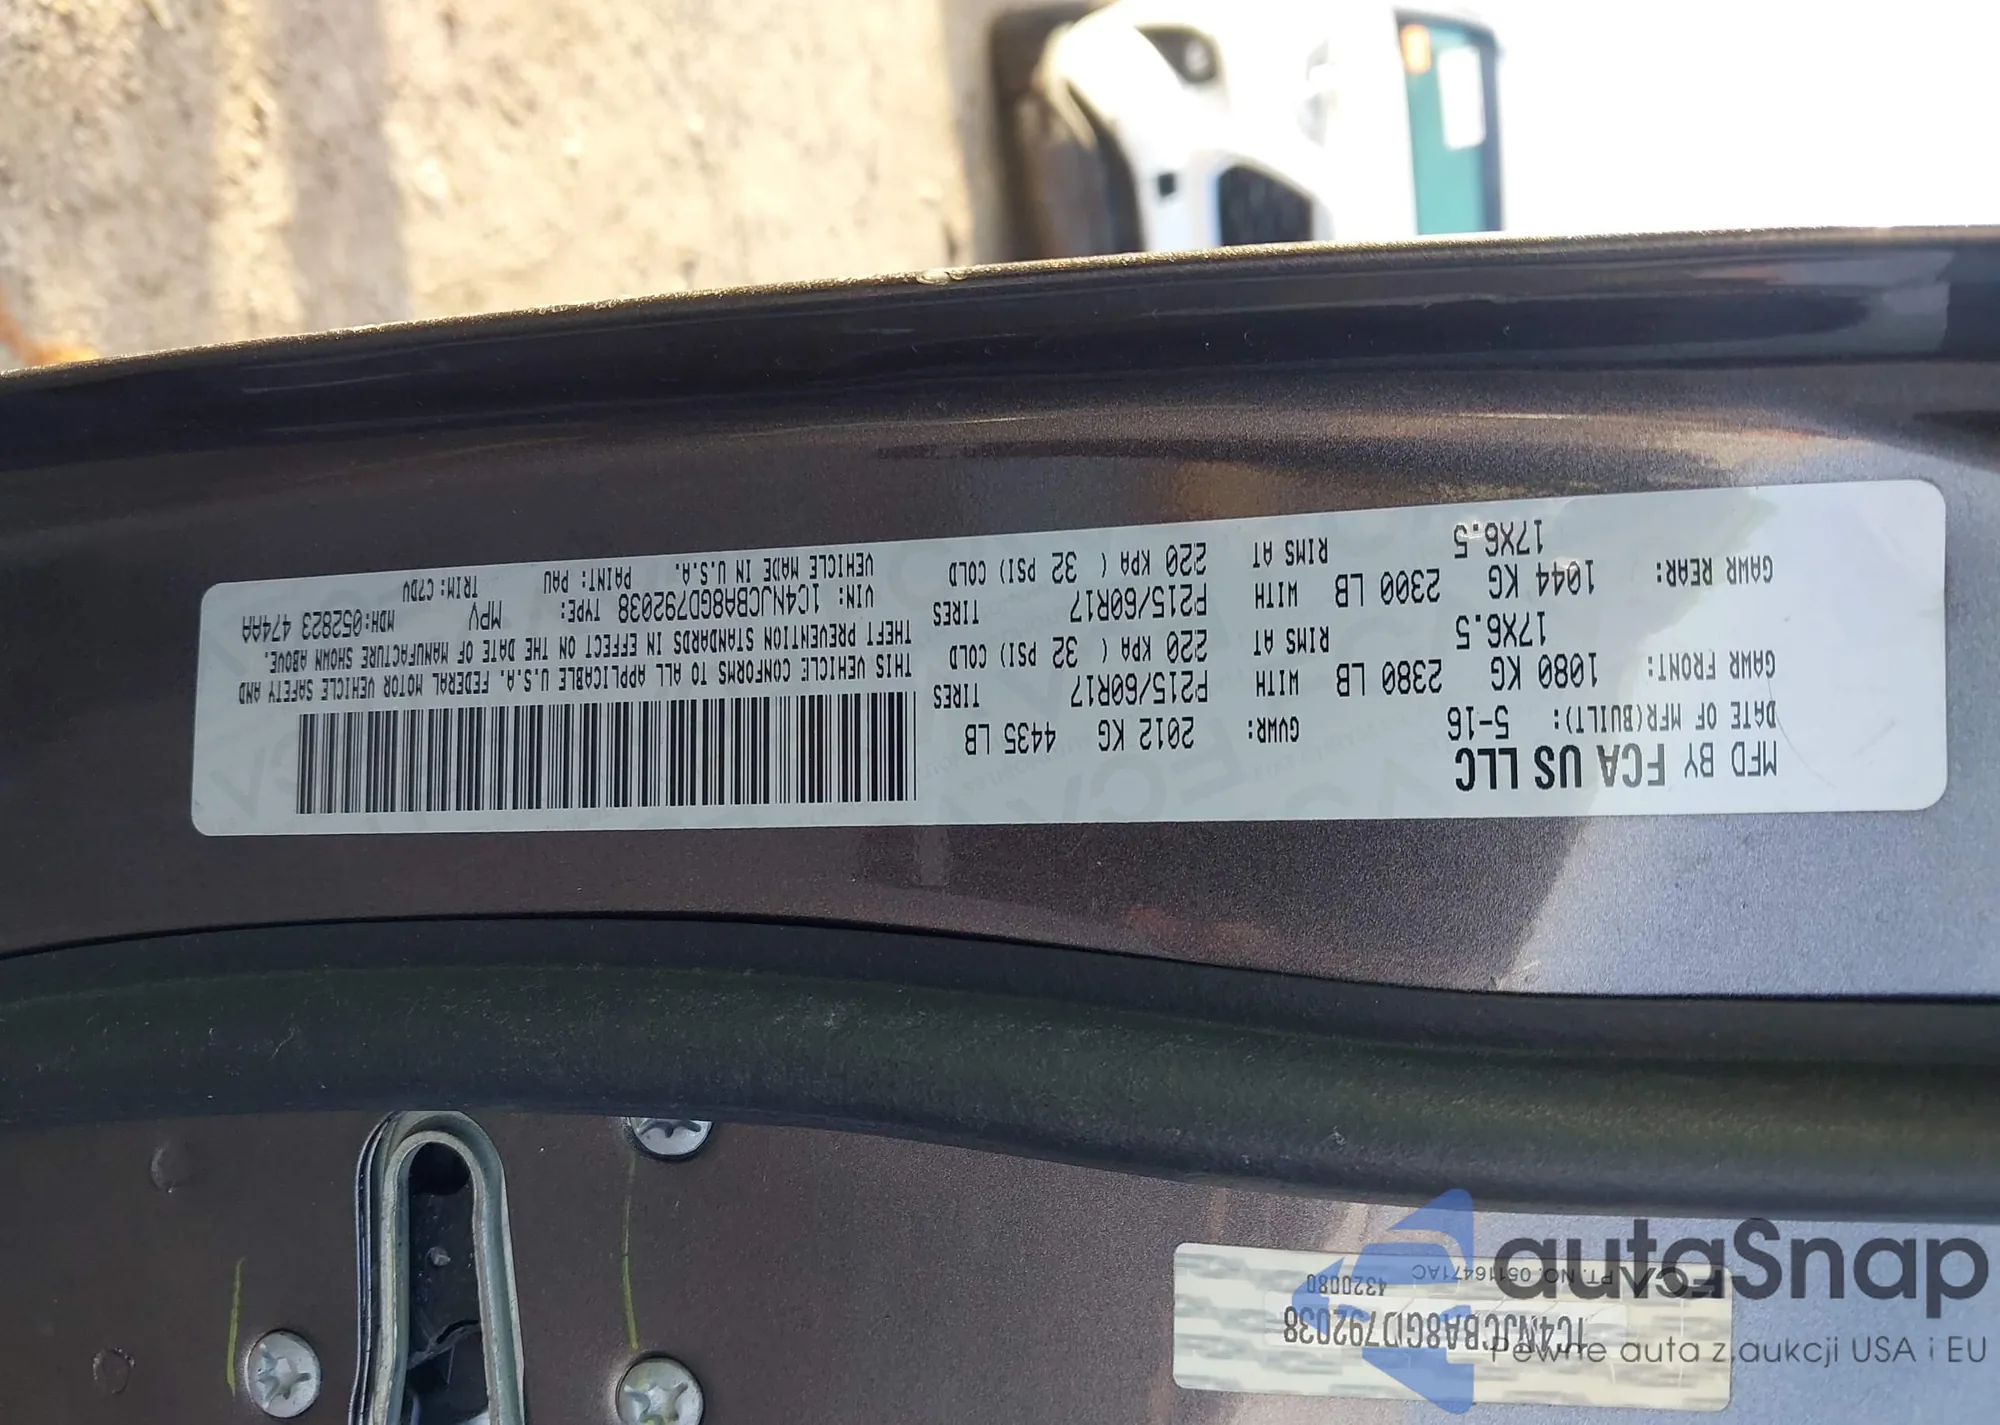 MFD BY FCA US LLC
DATE OF MFR(BUILT): 5-16 GVWR: 2012 KG 4435 LB
GAWR FRONT: 1080 KG 2380 LB WITH P215/60R17 TIRES
17X6.5 RIMS AT 220 KPA ( 32 PSI) COLD
GAWR REAR: 1044 KG 2300 LB WITH P215/60R17 TIRES
17X6.5 RIMS AT 220 KPA ( 32 PSI) COLD
THIS VEHICLE CONFORMS TO ALL APPLICABLE U.S.A. FEDERAL MOTOR VEHICLE SAFETY AND
THEFT PREVENTION STANDARDS IN EFFECT ON THE DATE OF MANUFACTURE SHOWN ABOVE.
VIN: 1C4NJCBA8GD792038 TYPE: MPV MDH:052823 474AA
VEHICLE MADE IN U.S.A. PAINT: PAU TRIM: C7DV
1C4NJCBA8GD792038
4320080
FCA PT. NO. 05116471AC
autaSnap
Pewne auta z aukcji USA i EU